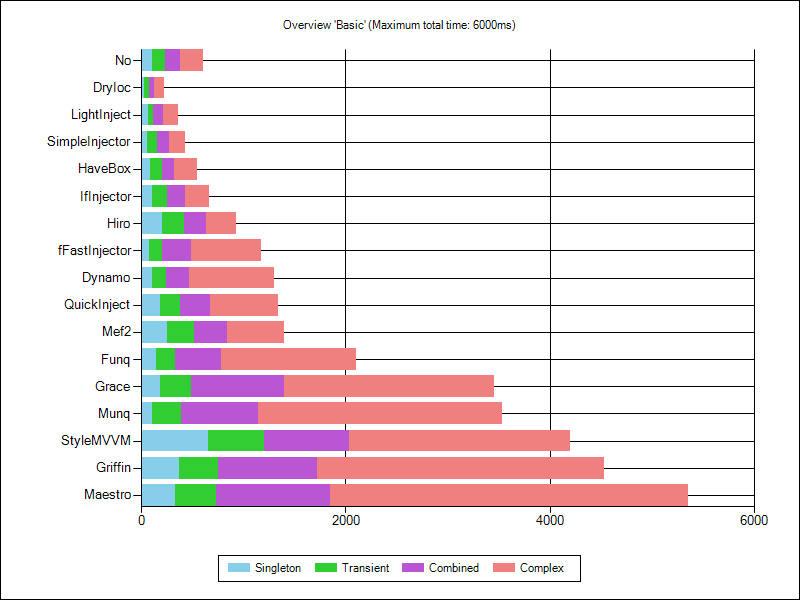 Overview 'Basic' (Maximum total time: 6000ms)
No
DryIoc
LightInject
SimpleInjector
HaveBox
IfInjector
Hiro
fFastInjector
Dynamo
QuickInject
Mef2
Funq
Grace
Munq
StyleMVVM
Griffin
Maestro
0 2000 4000 6000
Singleton Transient Combined Complex